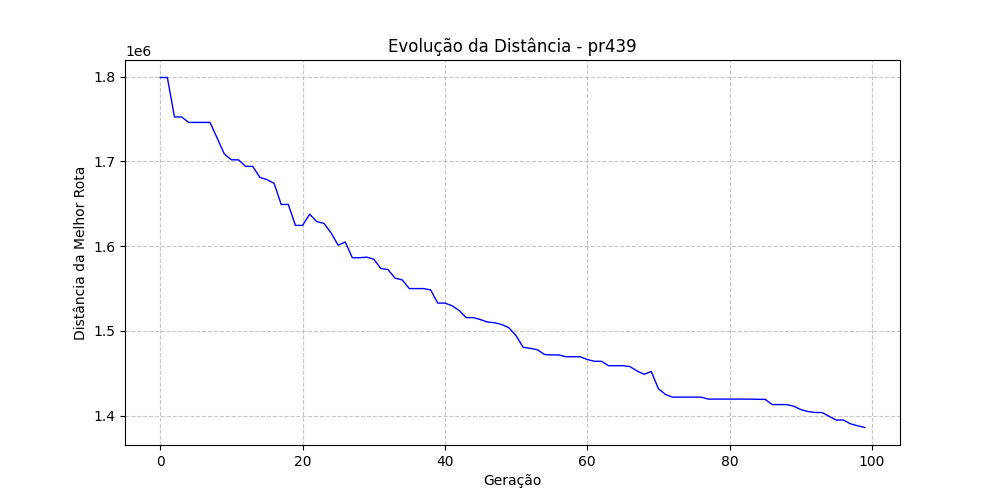 Evolução da Distância - pr439
1e6
1.8
1.7
1.6
1.5
1.4
Distância da Melhor Rota
0 20 40 60 80 100
Geração